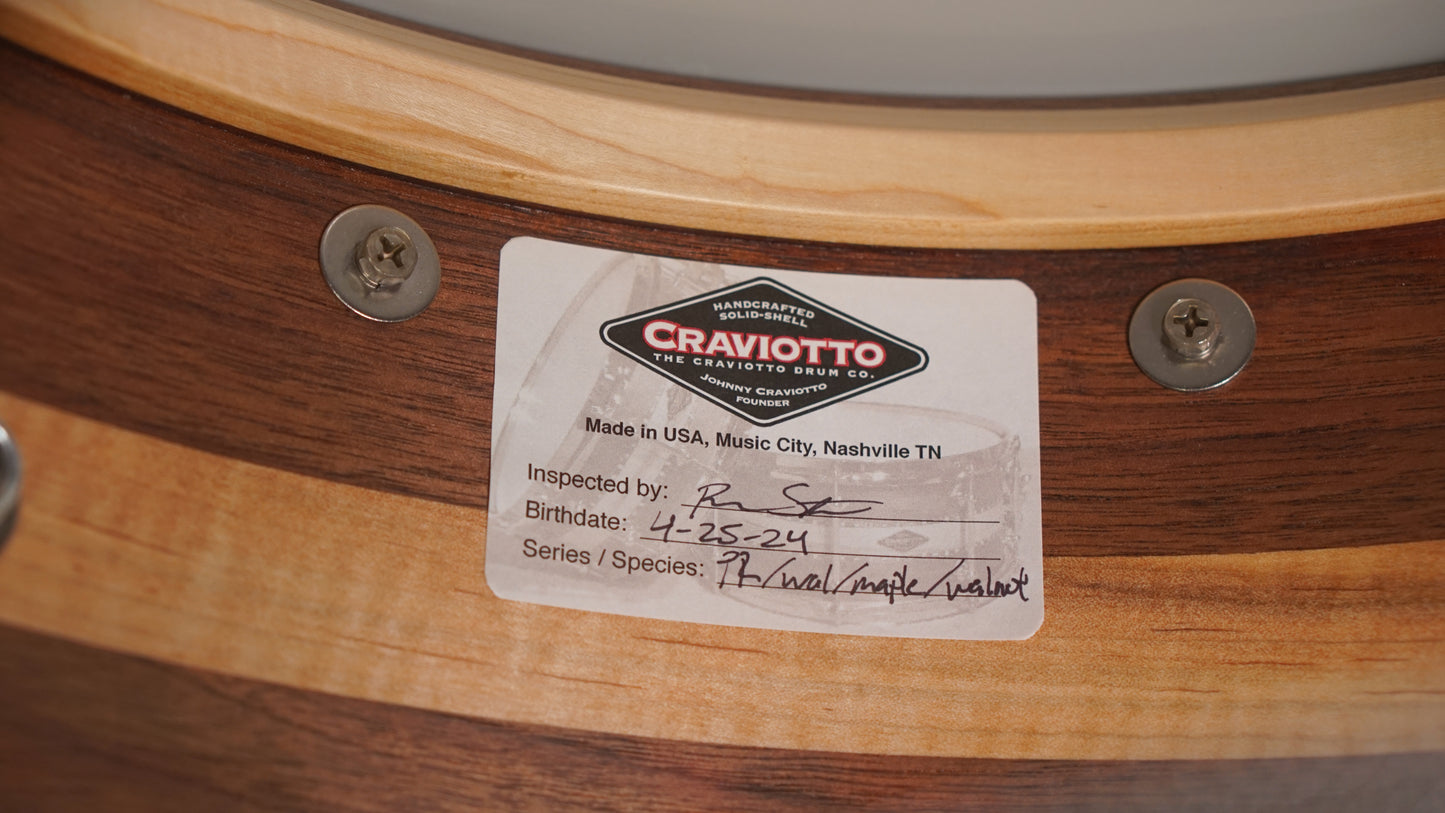 HANDCRAFTED
SOLID-SHELL
CRAVIOTTO
THE CRAVIOTTO DRUM CO.
JOHNNY CRAVIOTTO
FOUNDER
Made in USA, Music City, Nashville TN
Inspected by:
Birthdate: 4-25-24
Series / Species: /wal/maple/walnut